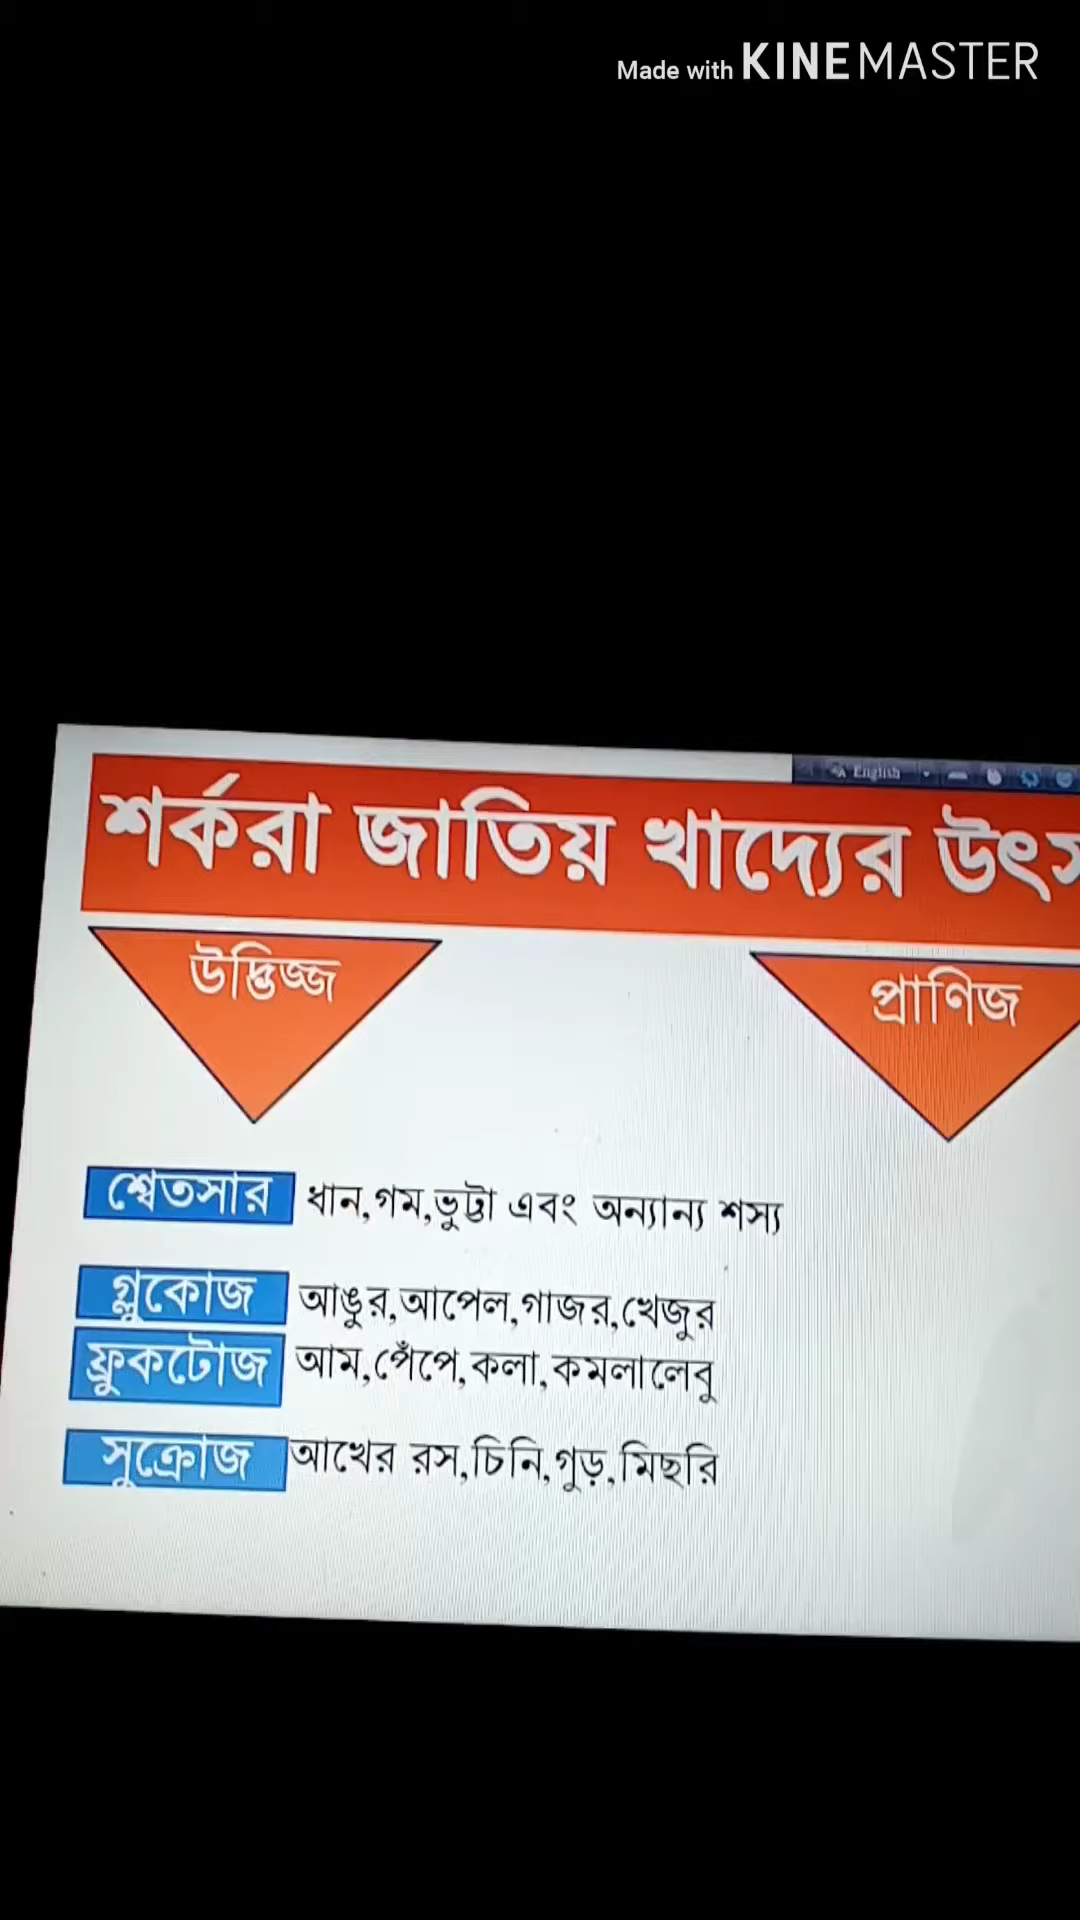 Made with KINEMASTER
English
শর্করা জাতিয় খাদ্যের
উদ্ভিজ্জ
প্রাণিজ
শ্বেতসার ধান,গম,ভুট্টা এবং অন্যান্য শস্য
গ্লুকোজ আঙুর,আপেল,গাজর,খেজুর
ফ্রুকটোজ আম,পেঁপে,কলা,কমলালেবু
সুক্রোজ আখের রস,চিনি,গুড়,মিছরি